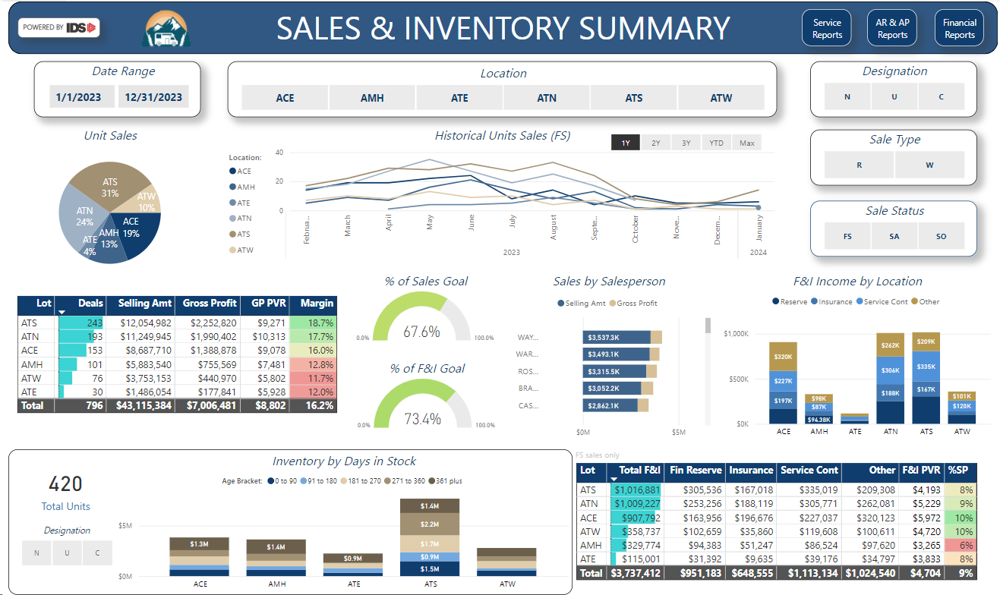 POWERED BY IDS
SALES & INVENTORY SUMMARY
Service Reports
AR & AP Reports
Financial Reports
Date Range
1/1/2023 12/31/2023
Location
ACE AMH ATE ATN ATS ATW
Designation
N U C
Unit Sales
ATS 31%
ATW 10%
ACE 19%
AMH 13%
ATE 4%
ATN 24%
Historical Units Sales (FS)
1Y 2Y 3Y YTD Max
Location:
ACE
AMH
ATE
ATN
ATS
ATW
40
20
0
Februa... March April May June July August Septe... October Nove... Decem... January
2023 2024
Sale Type
R W
Sale Status
FS SA SO
Lot Deals Selling Amt Gross Profit GP PVR Margin
ATS 243 $12,054,982 $2,252,820 $9,271 18.7%
ATN 193 $11,249,945 $1,990,402 $10,313 17.7%
ACE 153 $8,687,710 $1,388,878 $9,078 16.0%
AMH 101 $5,883,540 $755,569 $7,481 12.8%
ATW 76 $3,753,153 $440,970 $5,802 11.7%
ATE 30 $1,486,054 $177,841 $5,928 12.0%
Total 796 $43,115,384 $7,006,481 $8,802 16.2%
% of Sales Goal
0.0% 67.6% 100.0%
% of F&I Goal
0.0% 73.4% 100.0%
Sales by Salesperson
Selling Amt Gross Profit
WAY... $3,537.3K
WAR... $3,493.1K
ROS... $3,315.5K
BRA... $3,052.2K
CAS... $2,862.1K
$0M $5M
F&I Income by Location
Reserve Insurance Service Cont Other
$1,000K
$500K
$0K
$320K
$227K
$197K
$98K
$87K
$94.38K
$262K
$306K
$188K
$209K
$335K
$167K
$101K
$120K
ACE AMH ATE ATN ATS ATW
Inventory by Days in Stock
420
Total Units
Designation
N U C
Age Bracket: 0 to 90 91 to 180 181 to 270 271 to 360 361 plus
$5M
$0M
$1.3M
$1.4M
$0.9M
$1.4M
$2.2M
$1.7M
$0.9M
$1.5M
ACE AMH ATE ATS ATW
FS sales only
Lot Total F&I Fin Reserve Insurance Service Cont Other F&I PVR %SP
ATS $1,016,881 $305,536 $167,018 $335,019 $209,308 $4,193 8%
ATN $1,009,227 $253,256 $188,119 $305,771 $262,081 $5,229 9%
ACE $907,792 $163,956 $196,676 $227,037 $320,123 $5,972 10%
ATW $358,737 $102,659 $35,860 $119,608 $100,611 $4,720 10%
AMH $329,774 $94,383 $51,247 $86,524 $97,620 $3,265 6%
ATE $115,001 $31,392 $9,635 $39,176 $34,797 $3,833 8%
Total $3,737,412 $951,183 $648,555 $1,113,134 $1,024,540 $4,704 9%